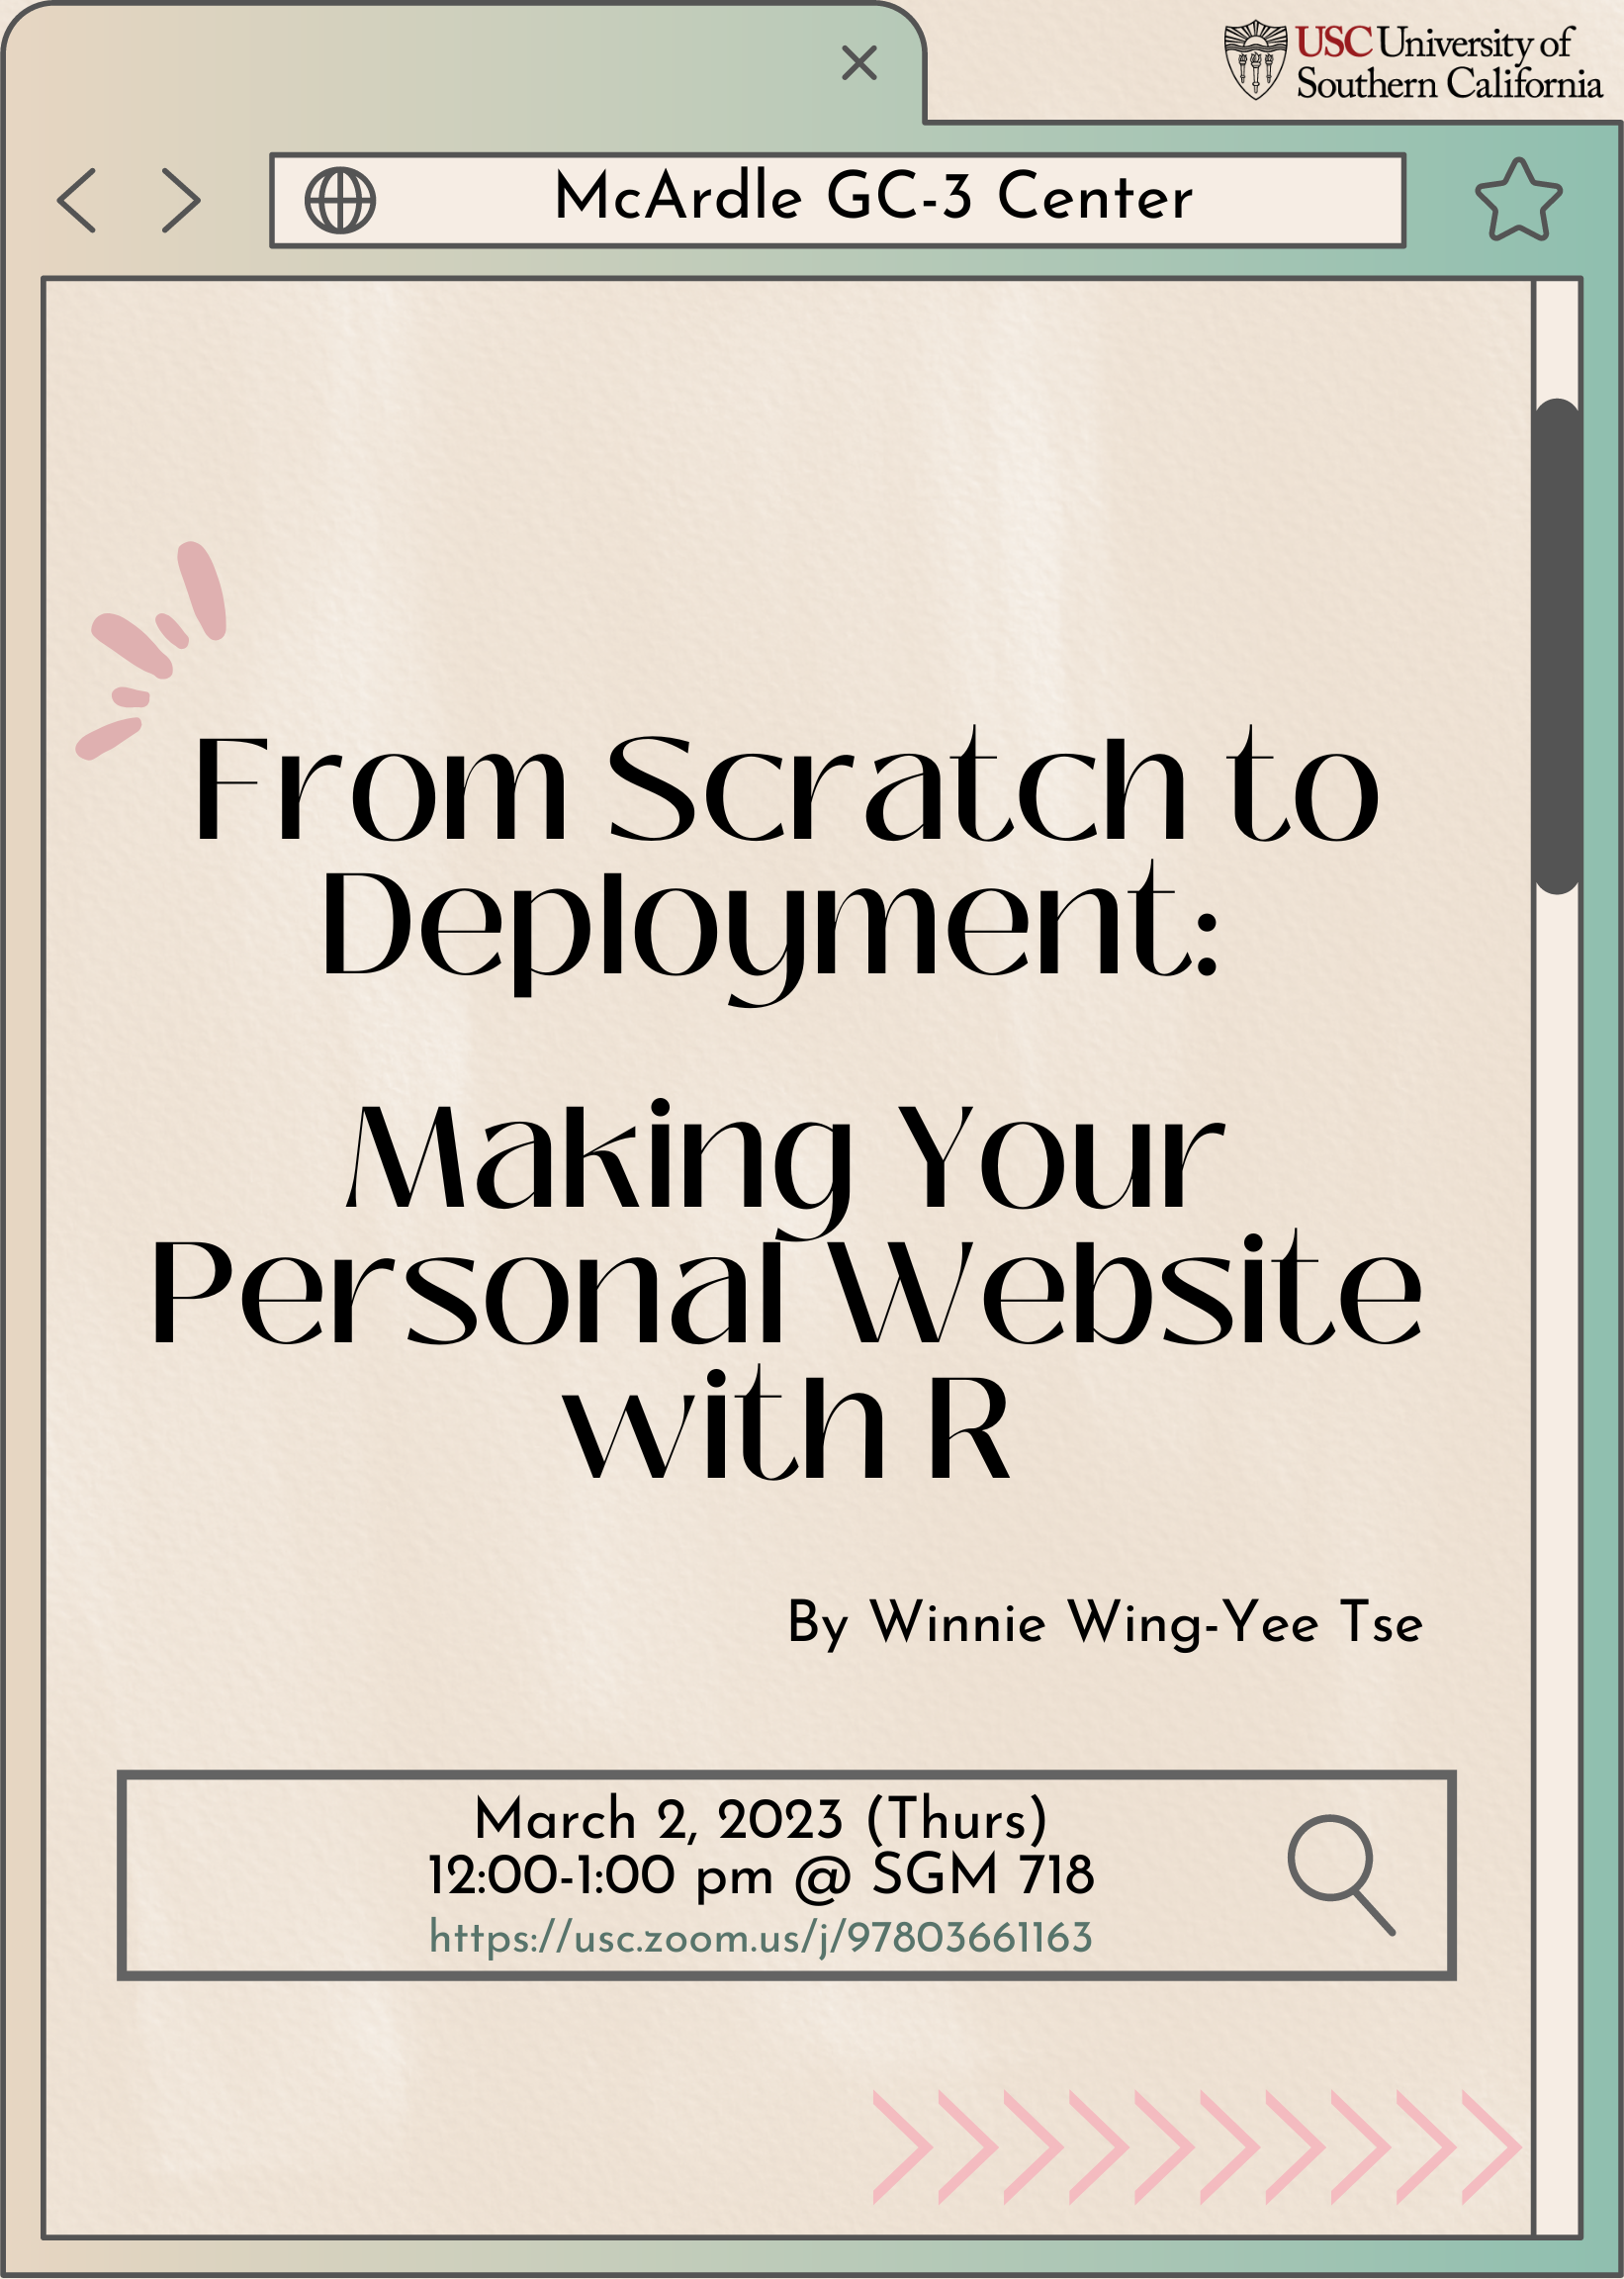 USC University of
Southern California
McArdle GC-3 Center
From Scratch to
Deployment:
Making Your
Personal Website
with R
By Winnie Wing-Yee Tse
March 2, 2023 (Thurs)
12:00-1:00 pm @ SGM 718
https://usc.zoom.us/j/97803661163